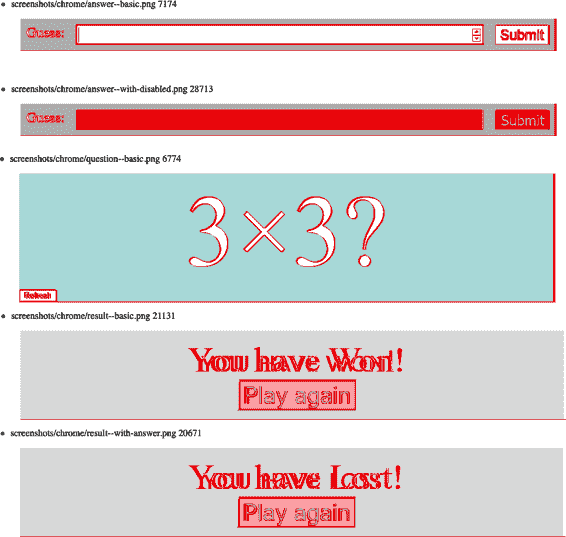 screenshots/chrome/answer--basic.png 7174
Guess: Submit
screenshots/chrome/answer--with-disabled.png 28713
Guess: Submit
screenshots/chrome/question--basic.png 6774
3×3?
Refresh
screenshots/chrome/result--basic.png 21131
You have Won!
Play again
screenshots/chrome/result--with-answer.png 20671
You have Lost!
Play again